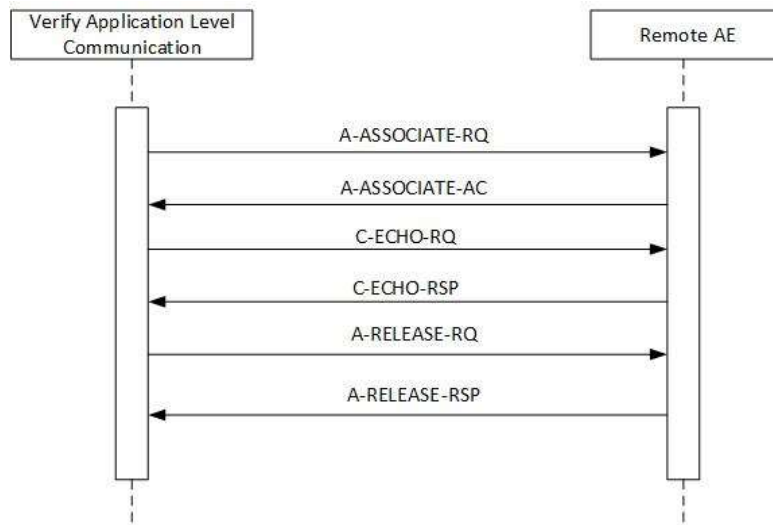 Verify Application Level
Communication
Remote AE
A-ASSOCIATE-RQ
A-ASSOCIATE-AC
C-ECHO-RQ
C-ECHO-RSP
A-RELEASE-RQ
A-RELEASE-RSP